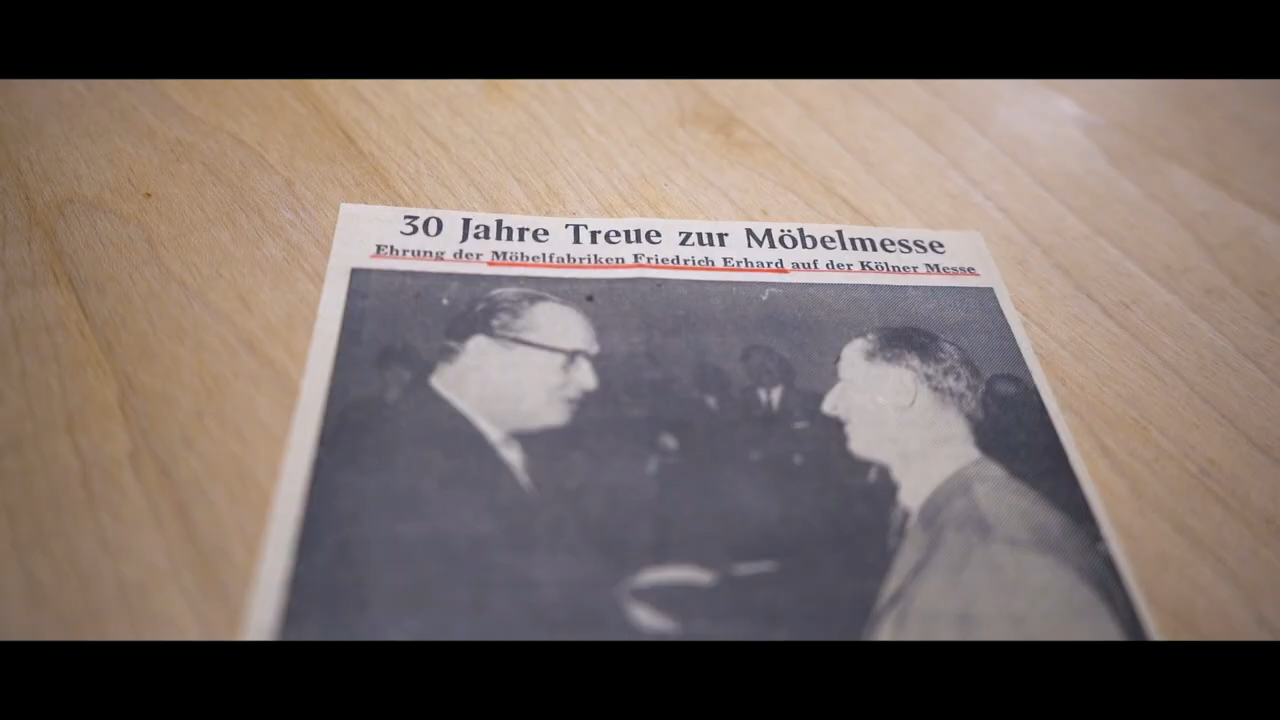 30 Jahre Treue zur Möbelmesse
Ehrung der Möbelfabriken Friedrich Erhard auf der Kölner Messe